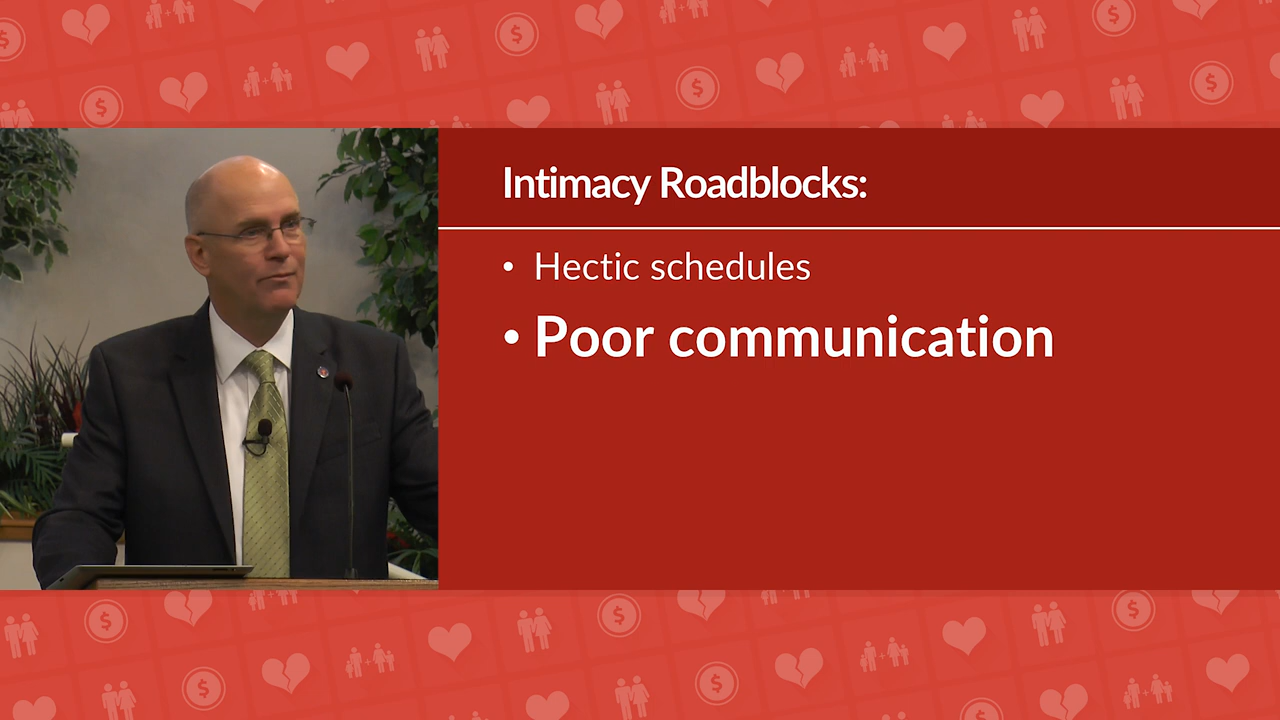 Intimacy Roadblocks:
• Hectic schedules
• Poor communication